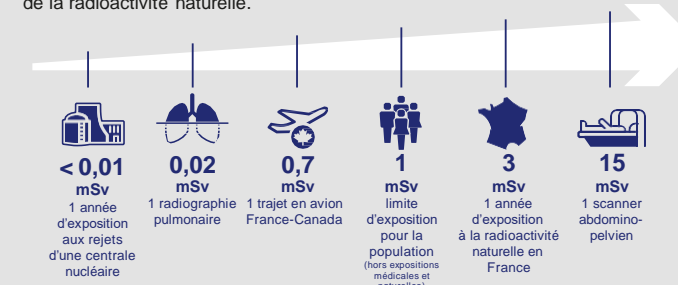 de la radioactivité naturelle.
< 0,01
mSv
1 année
d'exposition
aux rejets
d'une centrale
nucléaire
0,02
mSv
1 radiographie
pulmonaire
0,7
mSv
1 trajet en avion
France-Canada
1
mSv
limite
d'exposition
pour la
population
(hors expositions
médicales et
naturelles)
3
mSv
1 année
d'exposition
à la radioactivité
naturelle en
France
15
mSv
1 scanner
abdomino-
pelvien